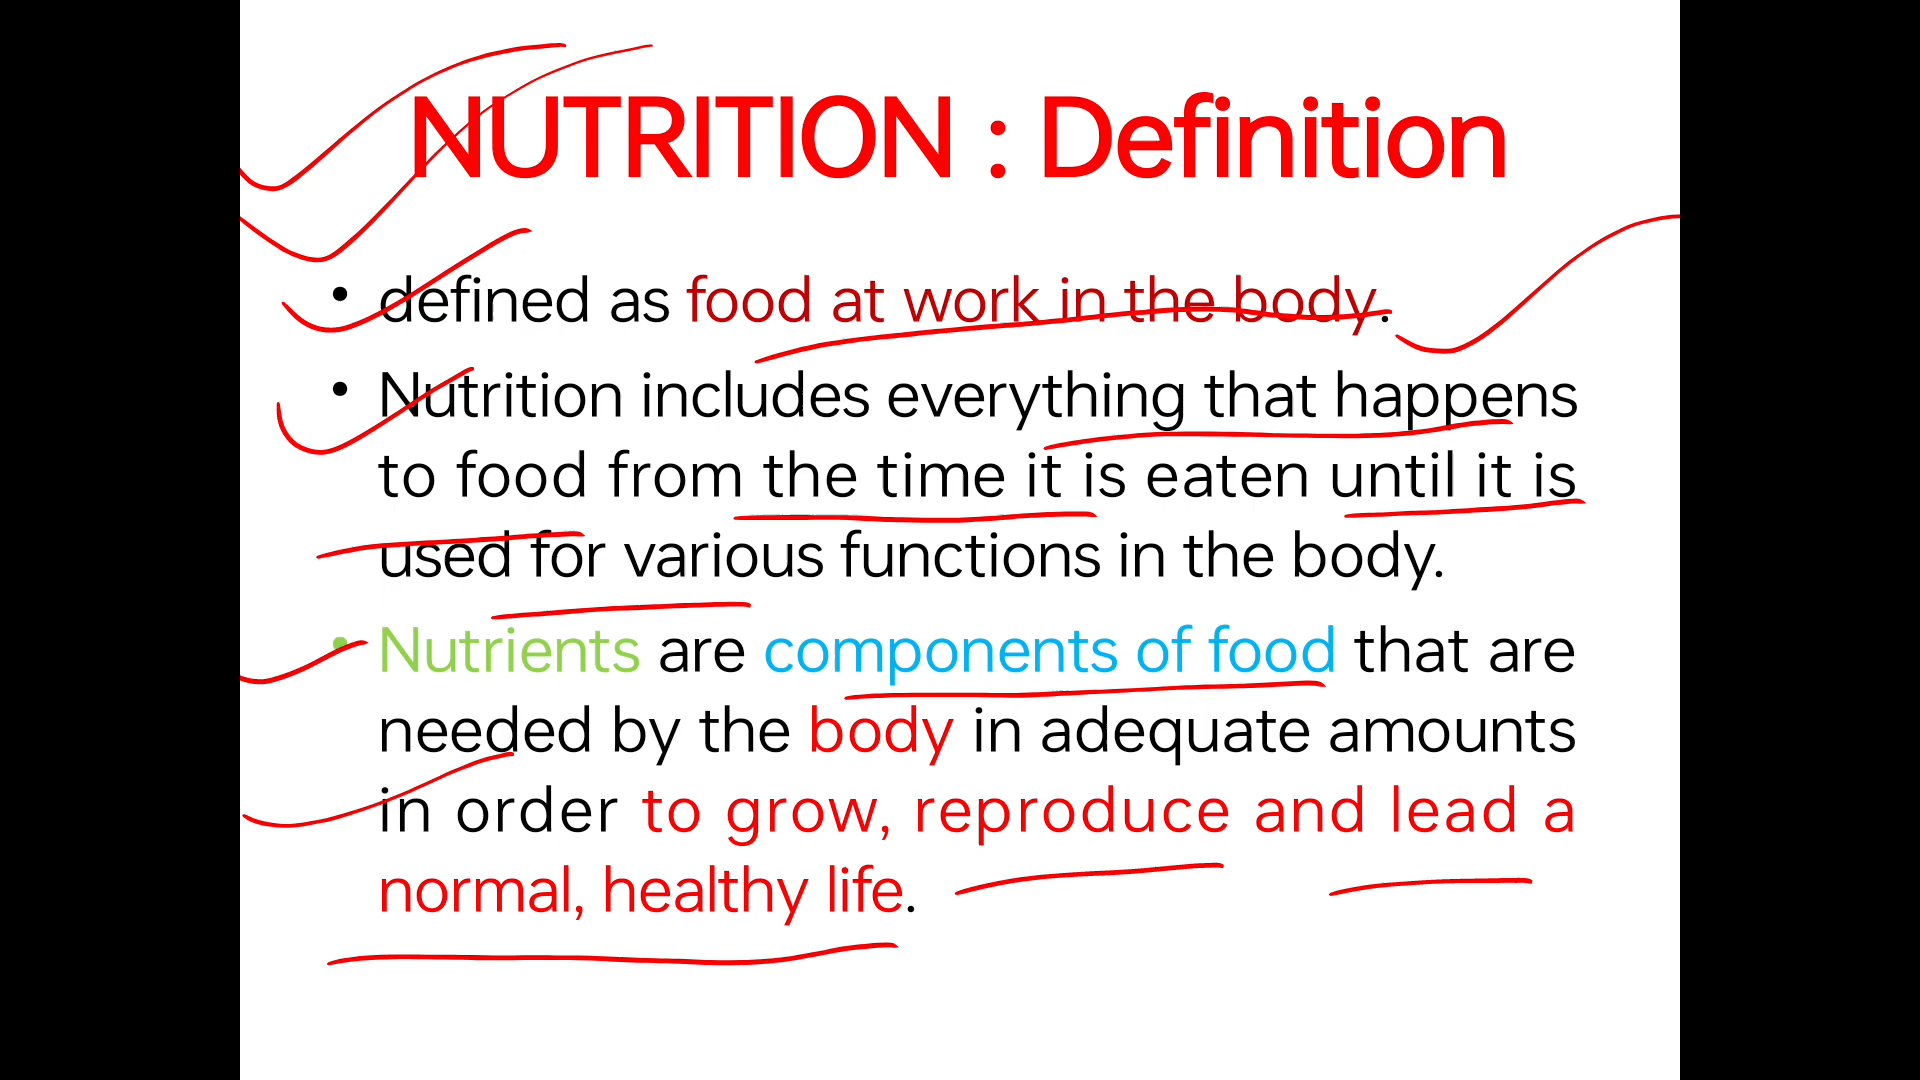 NUTRITION : Definition
• defined as food at work in the body.
• Nutrition includes everything that happens
to food from the time it is eaten until it is
used for various functions in the body.
• Nutrients are components of food that are
needed by the body in adequate amounts
in order to grow, reproduce and lead a
normal, healthy life.